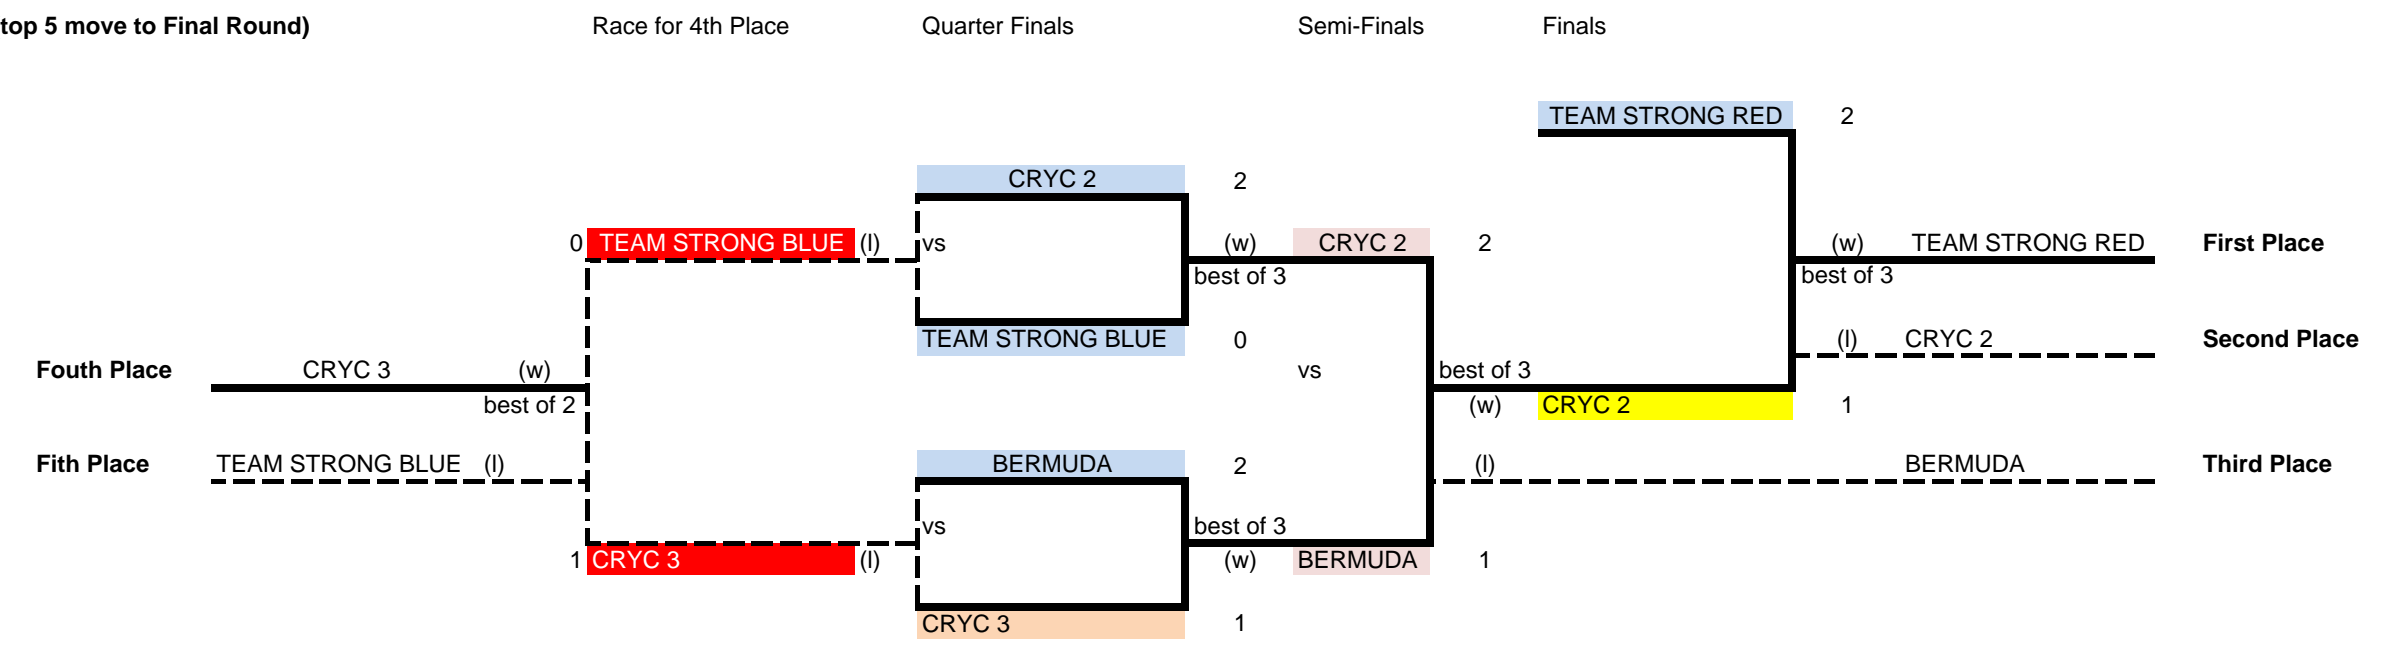 top 5 move to Final Round) Race for 4th Place Quarter Finals Semi-Finals Finals
TEAM STRONG RED 2
CRYC 2 2
0 TEAM STRONG BLUE (l) vs (w) CRYC 2 2 (w) TEAM STRONG RED First Place
best of 3 best of 3
TEAM STRONG BLUE 0 (l) CRYC 2 Second Place
Fouth Place CRYC 3 (w) vs best of 3
best of 2 (w) CRYC 2 1
Fith Place TEAM STRONG BLUE (l) BERMUDA 2 (l) BERMUDA Third Place
vs best of 3
1 CRYC 3 (l) (w) BERMUDA 1
CRYC 3 1